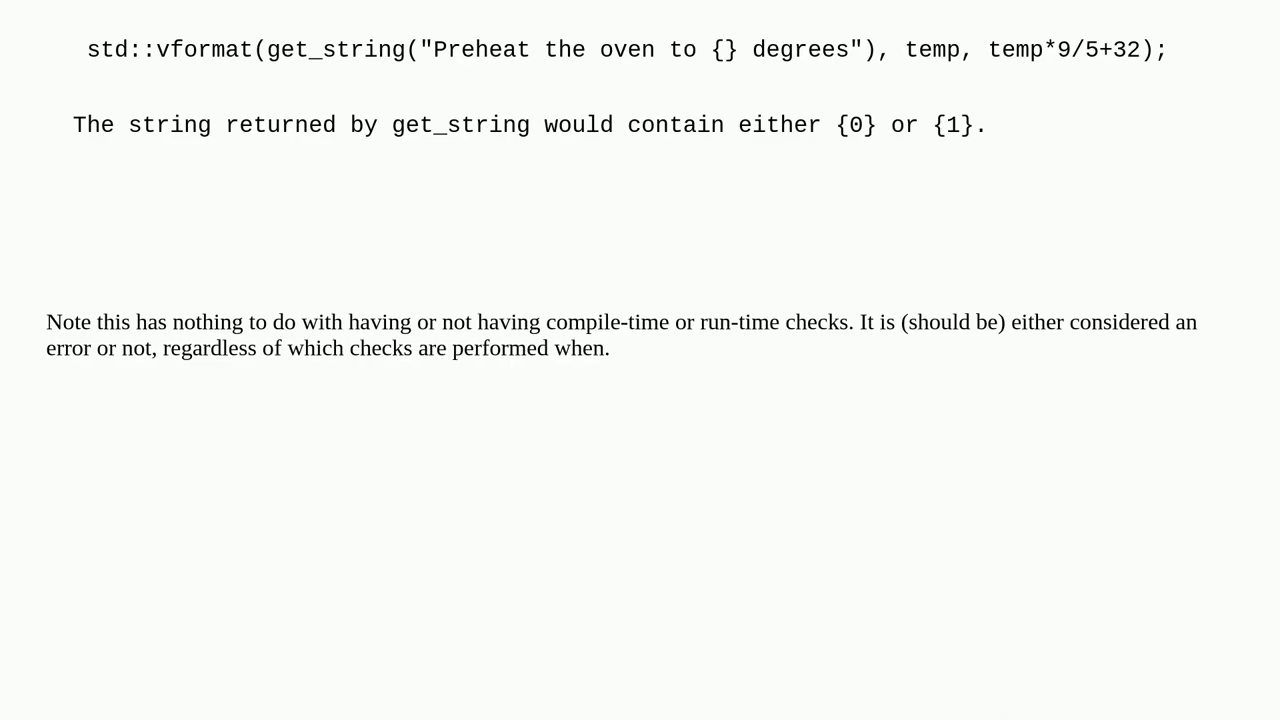 std::vformat(get_string("Preheat the oven to {} degrees"), temp, temp*9/5+32);
The string returned by get_string would contain either {0} or {1}.
Note this has nothing to do with having or not having compile-time or run-time checks. It is (should be) either considered an
error or not, regardless of which checks are performed when.